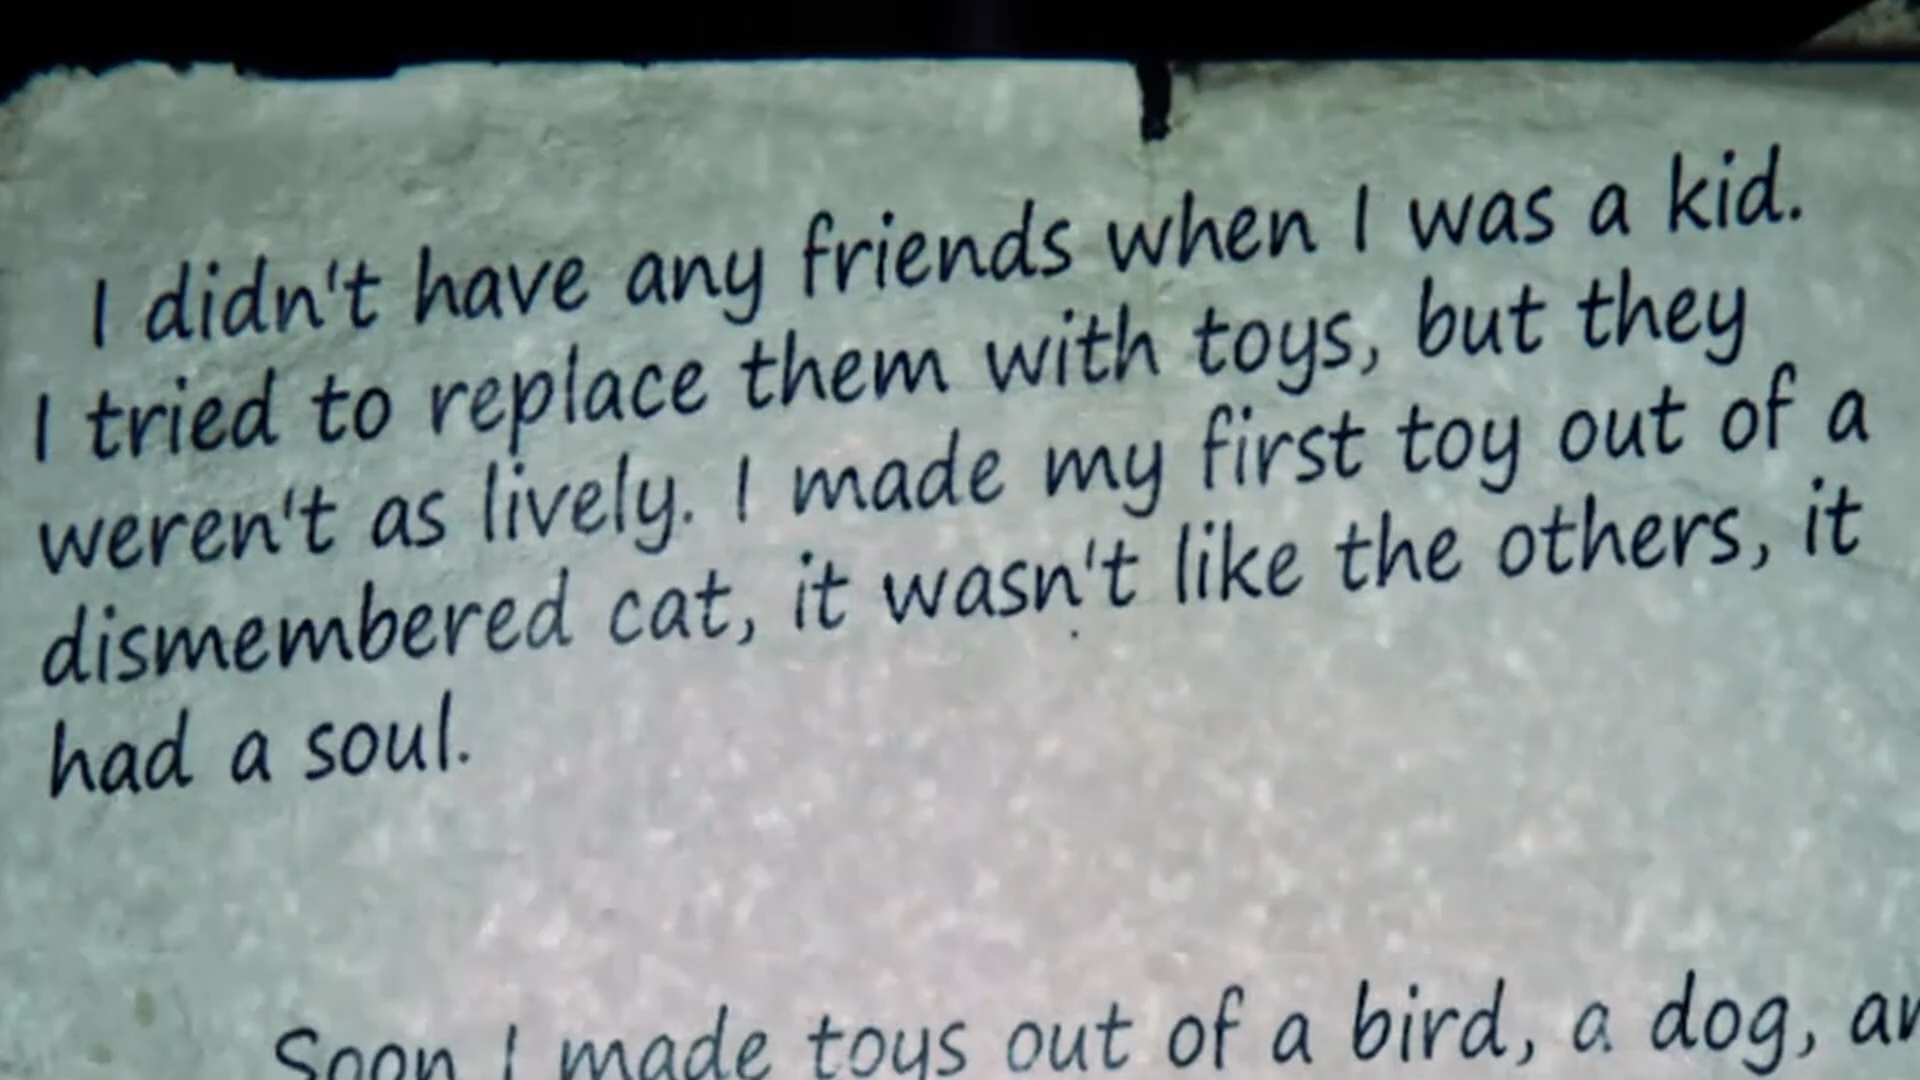 I didn't have any friends when I was a kid.
I tried to replace them with toys, but they
weren't as lively. I made my first toy out of a
dismembered cat, it wasn't like the others, it
had a soul.
Soon I made toys out of a bird, a dog,